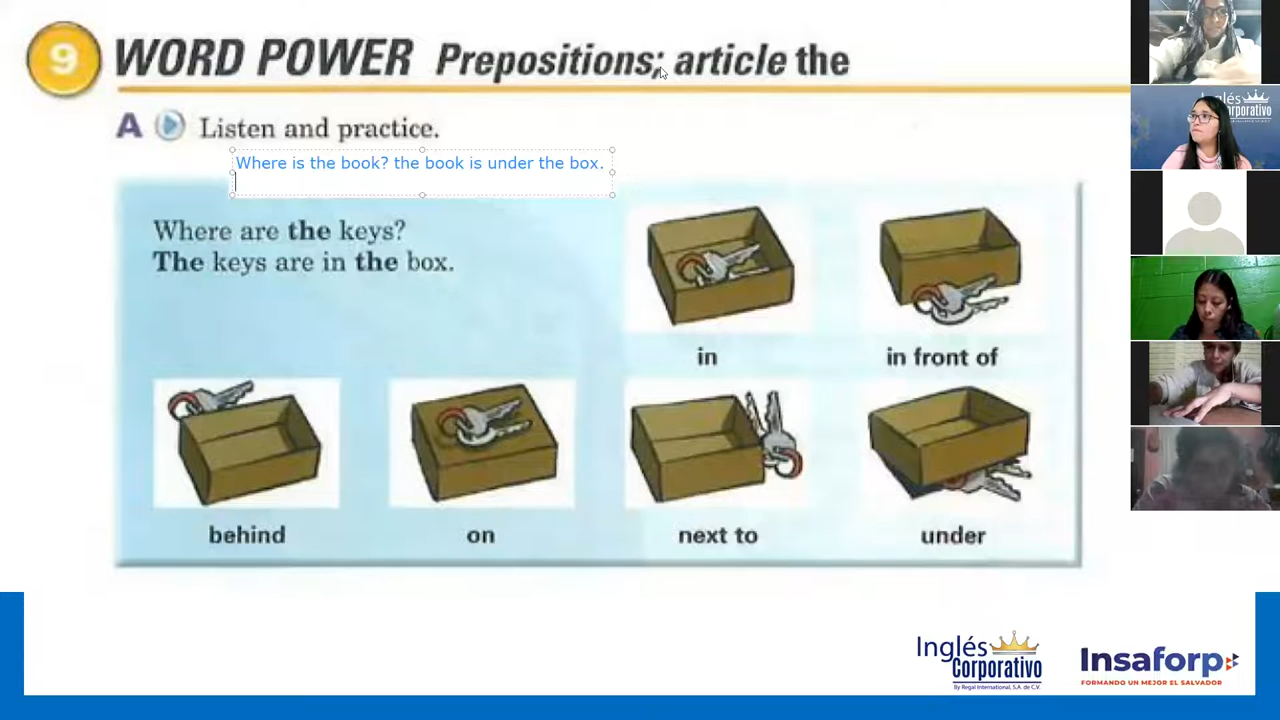 9 WORD POWER Prepositions; article the
A Listen and practice.
Where is the book? the book is under the box.
Where are the keys?
The keys are in the box.
in
in front of
behind
on
next to
under
Inglés
Corporativo
By Regal International, S.A. de C.V.
Insaforp
FORMANDO UN MEJOR EL SALVADOR
Inglés